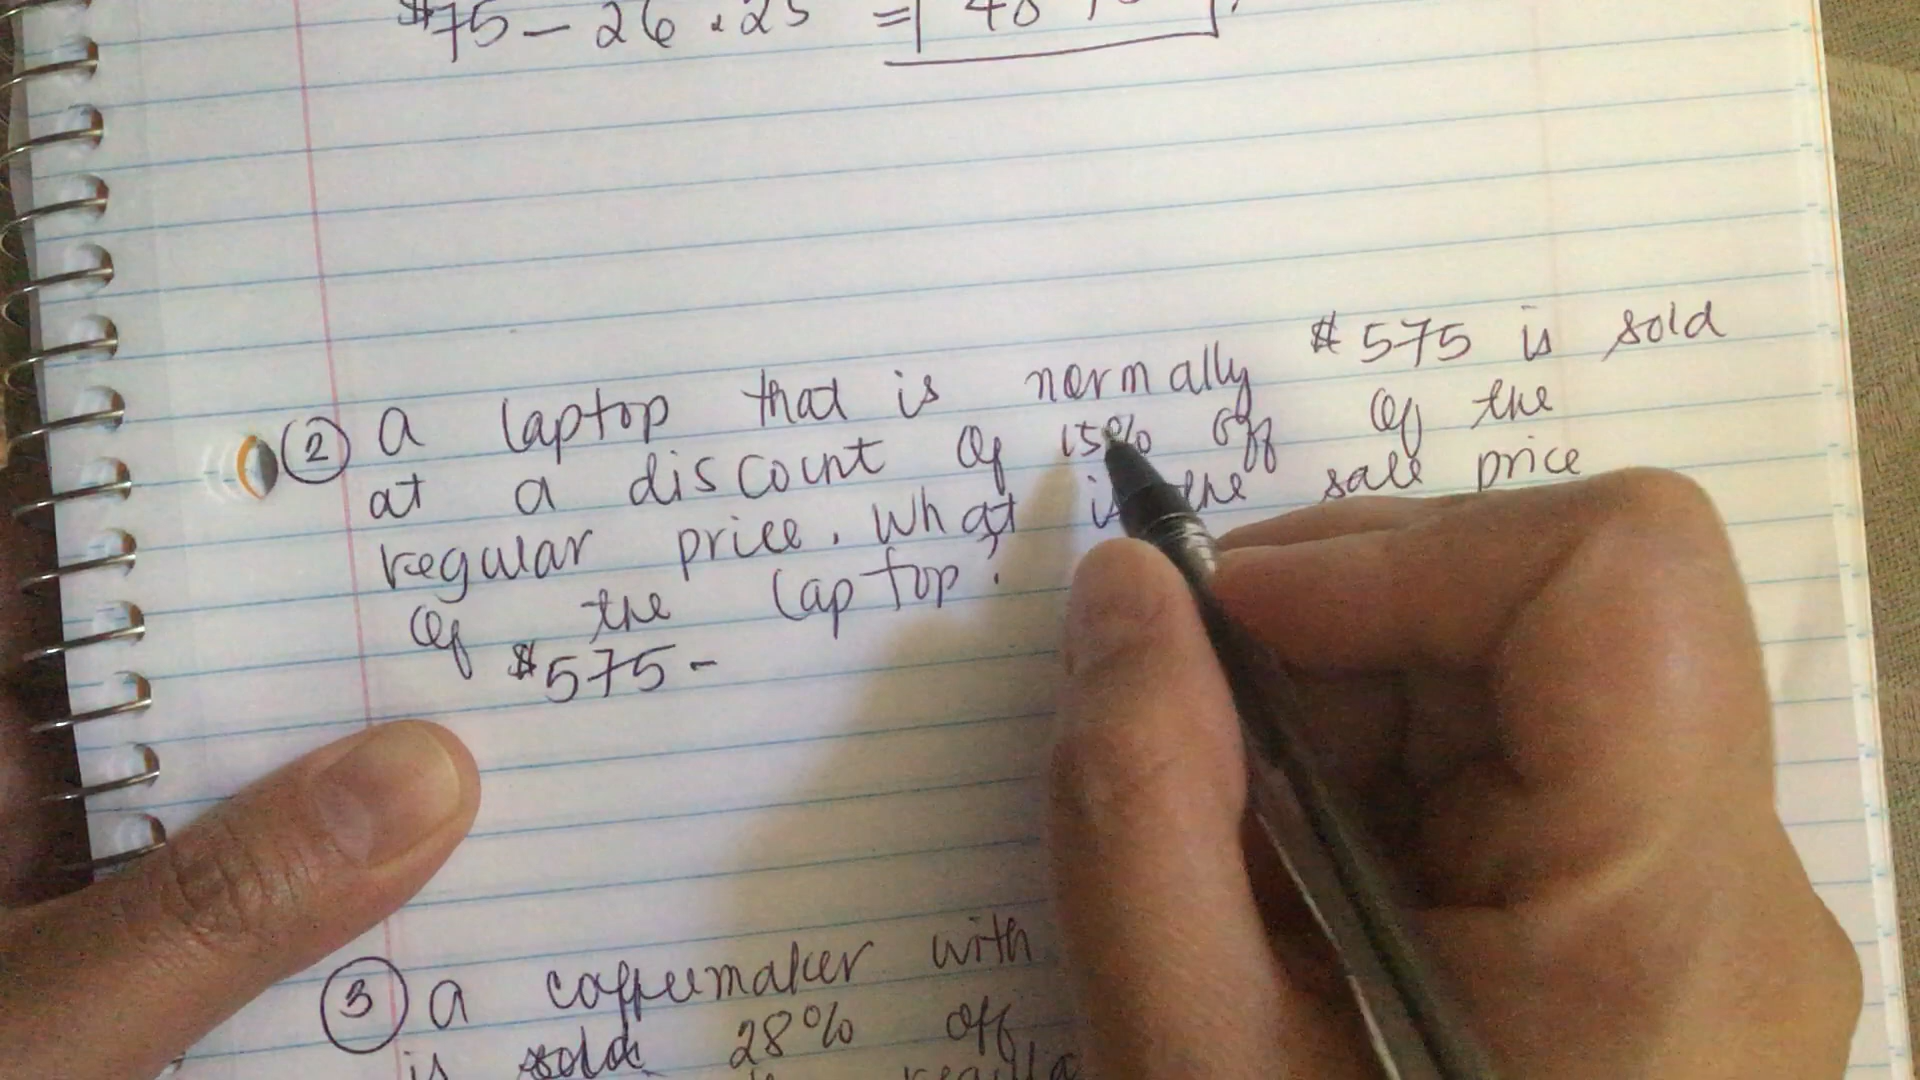 $75 - 26.25 =
② a laptop that is normally $575 is sold
at a discount of 15% off of the
regular price. What is the sale price
of the laptop?
$575 -
③ a coffeemaker with
is sold 28% off